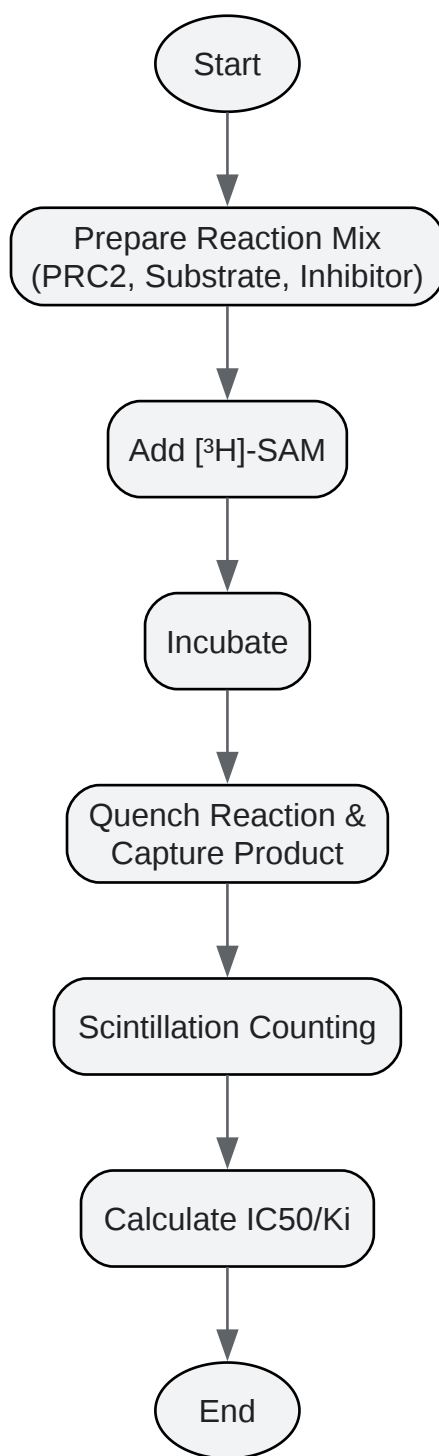 Start
Prepare Reaction Mix
(PRC2, Substrate, Inhibitor)
Add [³H]-SAM
Incubate
Quench Reaction &
Capture Product
Scintillation Counting
Calculate IC50/Ki
End